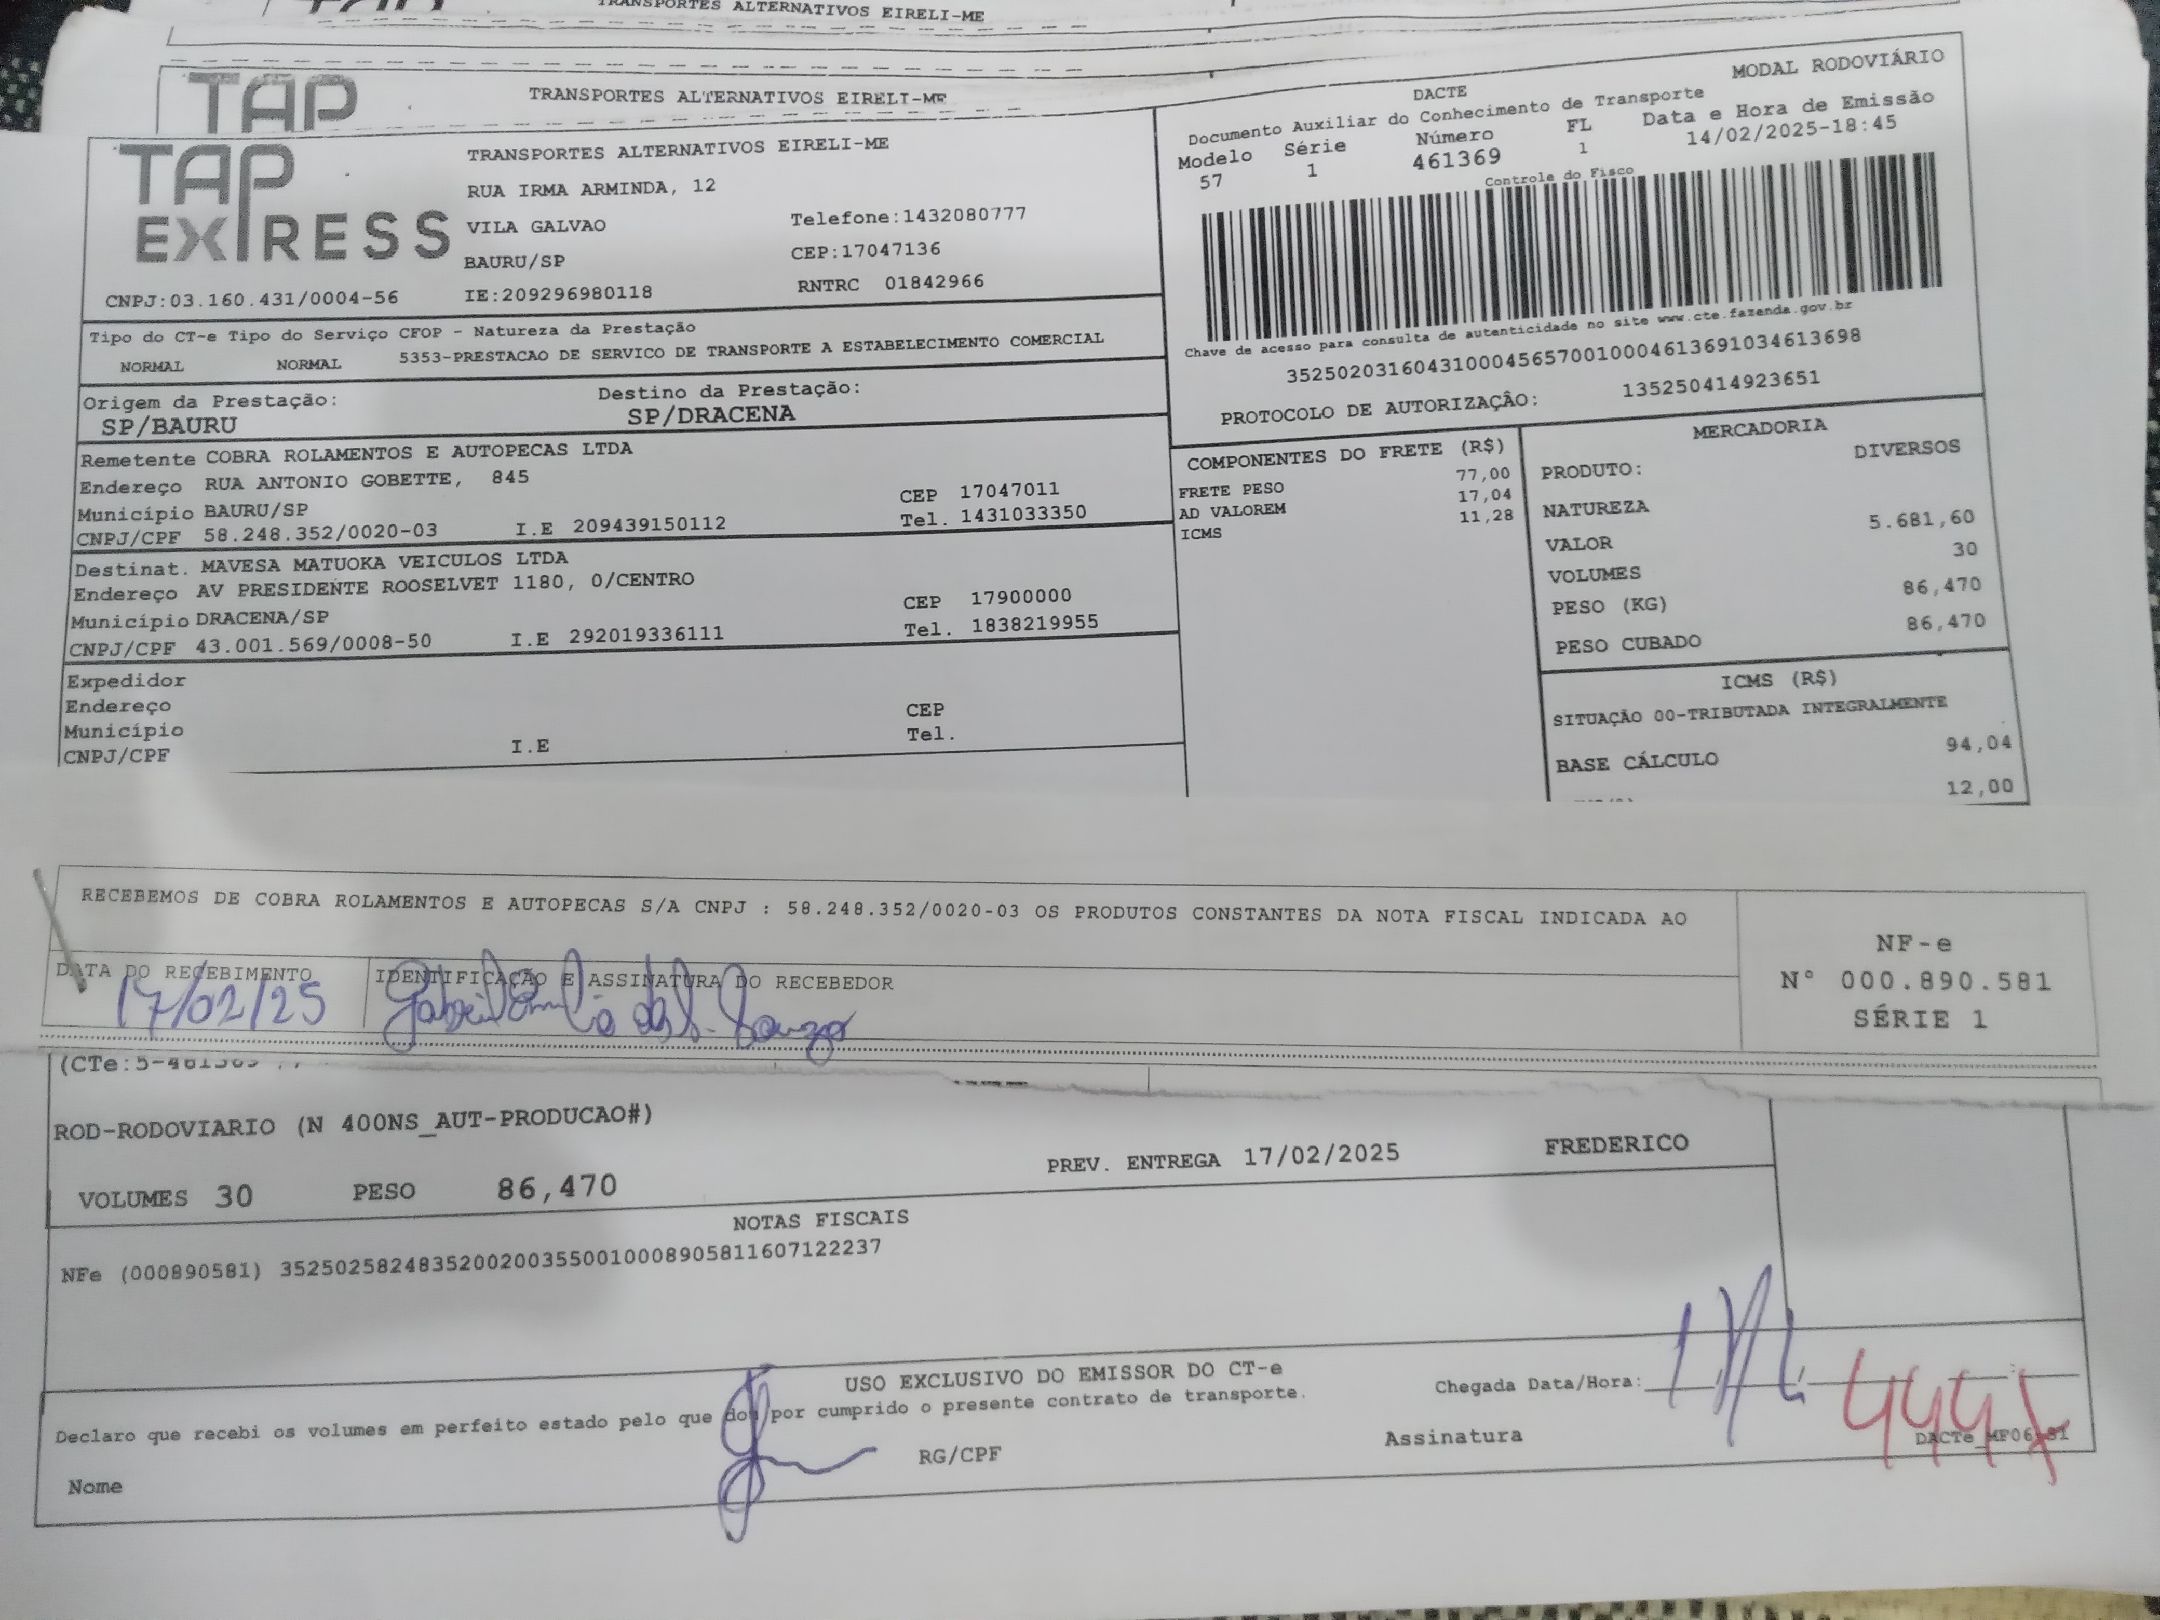 TRANSPORTES ALTERNATIVOS EIRELI-ME
TAP
TRANSPORTES ALTERNATIVOS EIRELI-ME
MODAL RODOVIÁRIO
DACTE
Documento Auxiliar do Conhecimento de Transporte
Modelo Série Número FL Data e Hora de Emissão
57 1 461369 1 14/02/2025-18:45
Controle do Fisco
TAP EXPRESS
TRANSPORTES ALTERNATIVOS EIRELI-ME
RUA IRMA ARMINDA, 12
VILA GALVAO Telefone:1432080777
BAURU/SP CEP:17047136
CNPJ:03.160.431/0004-56 IE:209296980118 RNTRC 01842966
Chave de acesso para consulta de autenticidade no site www.cte.fazenda.gov.br
35250203160431000456570010004613691034613698
PROTOCOLO DE AUTORIZAÇÃO: 135250414923651
Tipo do CT-e Tipo do Serviço CFOP - Natureza da Prestação
NORMAL NORMAL 5353-PRESTACAO DE SERVICO DE TRANSPORTE A ESTABELECIMENTO COMERCIAL
Origem da Prestação: Destino da Prestação:
SP/BAURU SP/DRACENA
Remetente COBRA ROLAMENTOS E AUTOPECAS LTDA
Endereço RUA ANTONIO GOBETTE, 845
Município BAURU/SP CEP 17047011
CNPJ/CPF 58.248.352/0020-03 I.E 209439150112 Tel. 1431033350
Destinat. MAVESA MATUOKA VEICULOS LTDA
Endereço AV PRESIDENTE ROOSELVET 1180, 0/CENTRO
Município DRACENA/SP CEP 17900000
CNPJ/CPF 43.001.569/0008-50 I.E 292019336111 Tel. 1838219955
Expedidor
Endereço
Município CEP
CNPJ/CPF I.E Tel.
COMPONENTES DO FRETE (R$)
FRETE PESO 77,00
AD VALOREM 17,04
ICMS 11,28
MERCADORIA
PRODUTO: DIVERSOS
NATUREZA
VALOR 5.681,60
VOLUMES 30
PESO (KG) 86,470
PESO CUBADO 86,470
ICMS (R$)
SITUAÇÃO 00-TRIBUTADA INTEGRALMENTE
BASE CÁLCULO 94,04
12,00
RECEBEMOS DE COBRA ROLAMENTOS E AUTOPECAS S/A CNPJ : 58.248.352/0020-03 OS PRODUTOS CONSTANTES DA NOTA FISCAL INDICADA AO
NF-e
N° 000.890.581
SÉRIE 1
DATA DO RECEBIMENTO IDENTIFICAÇÃO E ASSINATURA DO RECEBEDOR
17/02/25 Gabriel Souza
(CTe:5-461369
ROD-RODOVIARIO (N 400NS_AUT-PRODUCAO#)
VOLUMES 30 PESO 86,470 PREV. ENTREGA 17/02/2025 FREDERICO
NOTAS FISCAIS
NFe (000890581) 35250258248352002003550010008905811607122237
USO EXCLUSIVO DO EMISSOR DO CT-e
Declaro que recebi os volumes em perfeito estado pelo que dou por cumprido o presente contrato de transporte.
Chegada Data/Hora:
Nome RG/CPF Assinatura